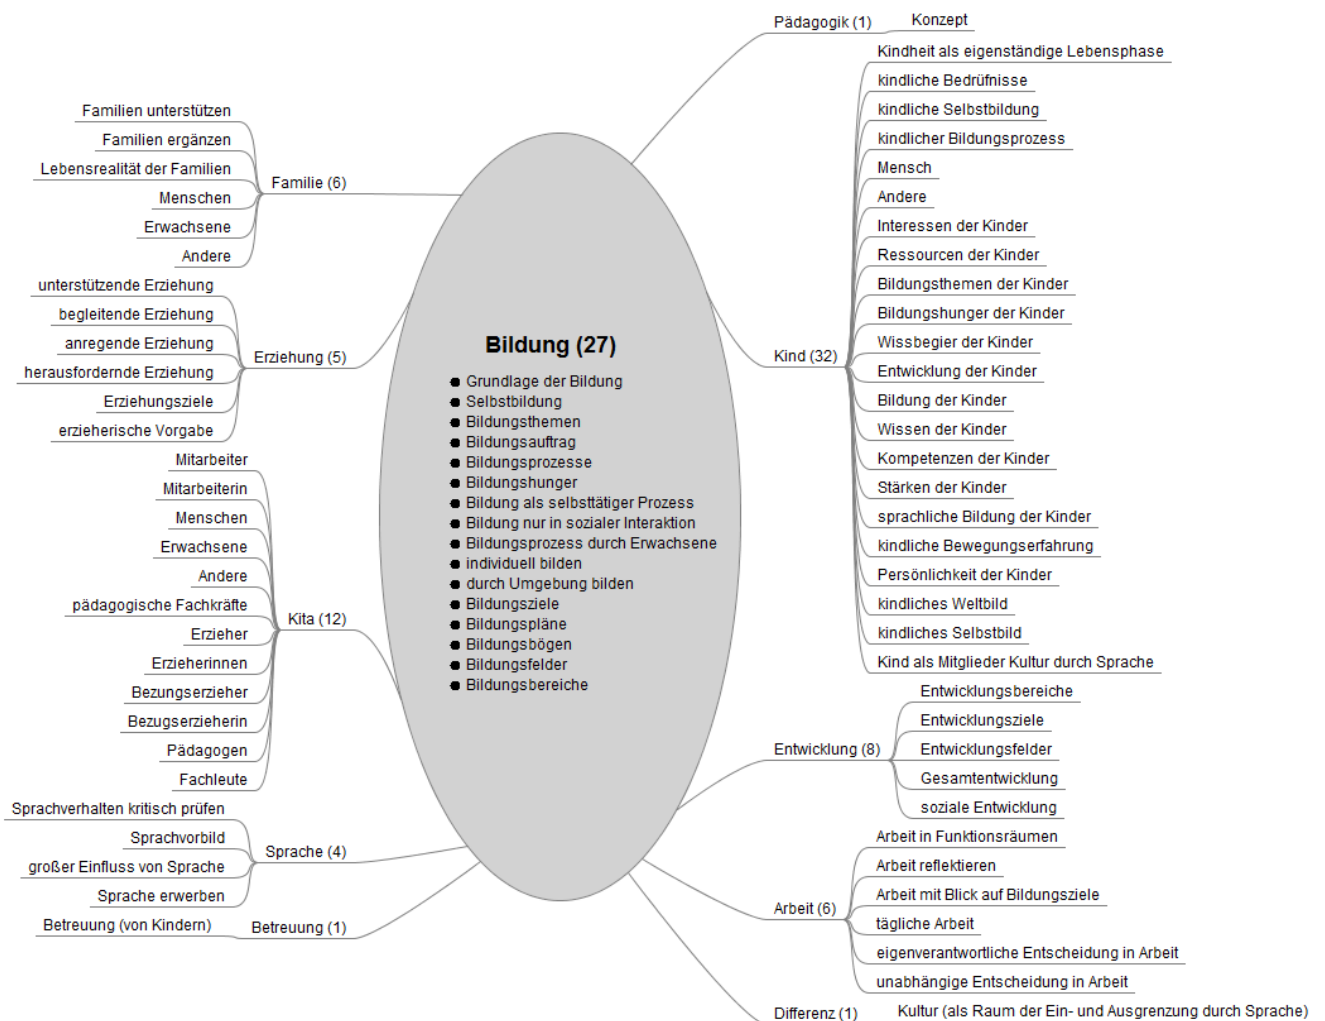 Bildung (27)
Grundlage der Bildung
Selbstbildung
Bildungsthemen
Bildungsauftrag
Bildungsprozesse
Bildungshunger
Bildung als selbsttätiger Prozess
Bildung nur in sozialer Interaktion
Bildungsprozess durch Erwachsene
individuell bilden
durch Umgebung bilden
Bildungsziele
Bildungspläne
Bildungsbögen
Bildungsfelder
Bildungsbereiche
Familie (6)
Familien unterstützen
Familien ergänzen
Lebensrealität der Familien
Menschen
Erwachsene
Andere
Erziehung (5)
unterstützende Erziehung
begleitende Erziehung
anregende Erziehung
herausfordernde Erziehung
Erziehungsziele
erzieherische Vorgabe
Kita (12)
Mitarbeiter
Mitarbeiterin
Menschen
Erwachsene
Andere
pädagogische Fachkräfte
Erzieher
Erzieherinnen
Bezungserzieher
Bezugserzieherin
Pädagogen
Fachleute
Sprache (4)
Sprachverhalten kritisch prüfen
Sprachvorbild
großer Einfluss von Sprache
Sprache erwerben
Betreuung (1)
Betreuung (von Kindern)
Pädagogik (1)
Konzept
Kind (32)
Kindheit als eigenständige Lebensphase
kindliche Bedrüfnisse
kindliche Selbstbildung
kindlicher Bildungsprozess
Mensch
Andere
Interessen der Kinder
Ressourcen der Kinder
Bildungsthemen der Kinder
Bildungshunger der Kinder
Wissbegier der Kinder
Entwicklung der Kinder
Bildung der Kinder
Wissen der Kinder
Kompetenzen der Kinder
Stärken der Kinder
sprachliche Bildung der Kinder
kindliche Bewegungserfahrung
Persönlichkeit der Kinder
kindliches Weltbild
kindliches Selbstbild
Kind als Mitglieder Kultur durch Sprache
Entwicklung (8)
Entwicklungsbereiche
Entwicklungsziele
Entwicklungsfelder
Gesamtentwicklung
soziale Entwicklung
Arbeit (6)
Arbeit in Funktionsräumen
Arbeit reflektieren
Arbeit mit Blick auf Bildungsziele
tägliche Arbeit
eigenverantwortliche Entscheidung in Arbeit
unabhängige Entscheidung in Arbeit
Differenz (1)
Kultur (als Raum der Ein- und Ausgrenzung durch Sprache)